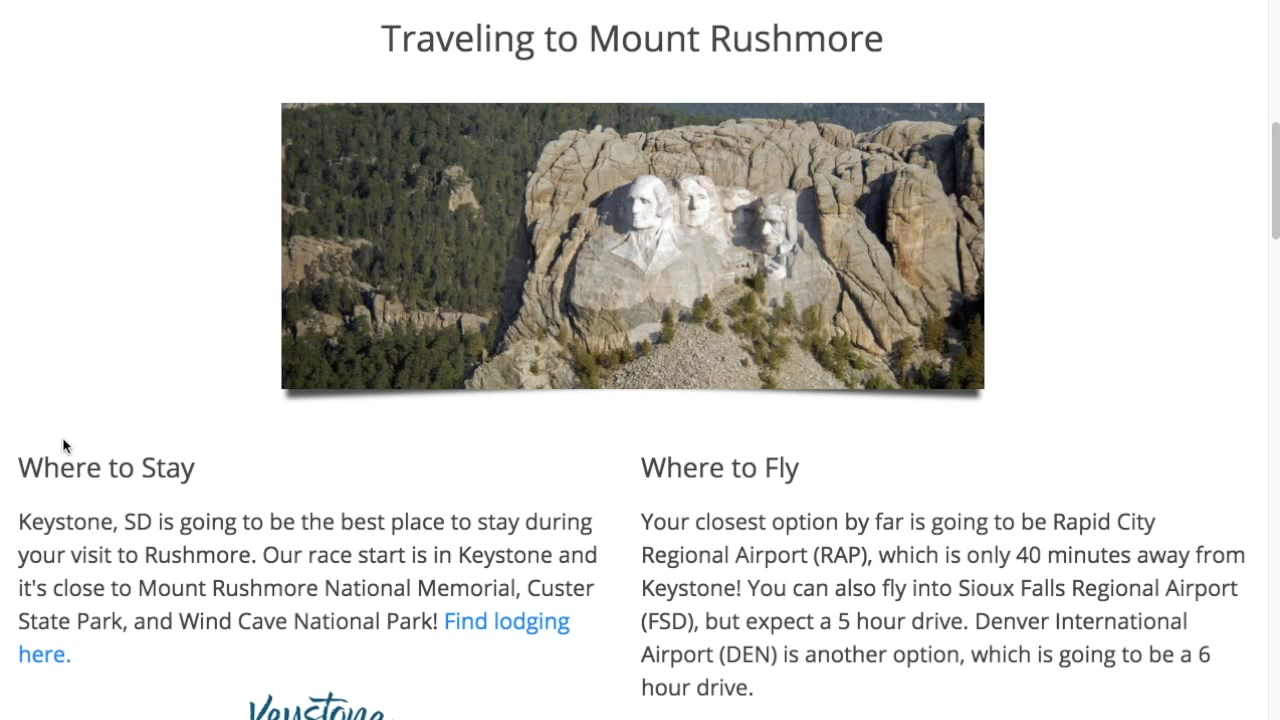 Traveling to Mount Rushmore
Where to Stay
Keystone, SD is going to be the best place to stay during
your visit to Rushmore. Our race start is in Keystone and
it's close to Mount Rushmore National Memorial, Custer
State Park, and Wind Cave National Park! Find lodging
here.
Keystone
Where to Fly
Your closest option by far is going to be Rapid City
Regional Airport (RAP), which is only 40 minutes away from
Keystone! You can also fly into Sioux Falls Regional Airport
(FSD), but expect a 5 hour drive. Denver International
Airport (DEN) is another option, which is going to be a 6
hour drive.